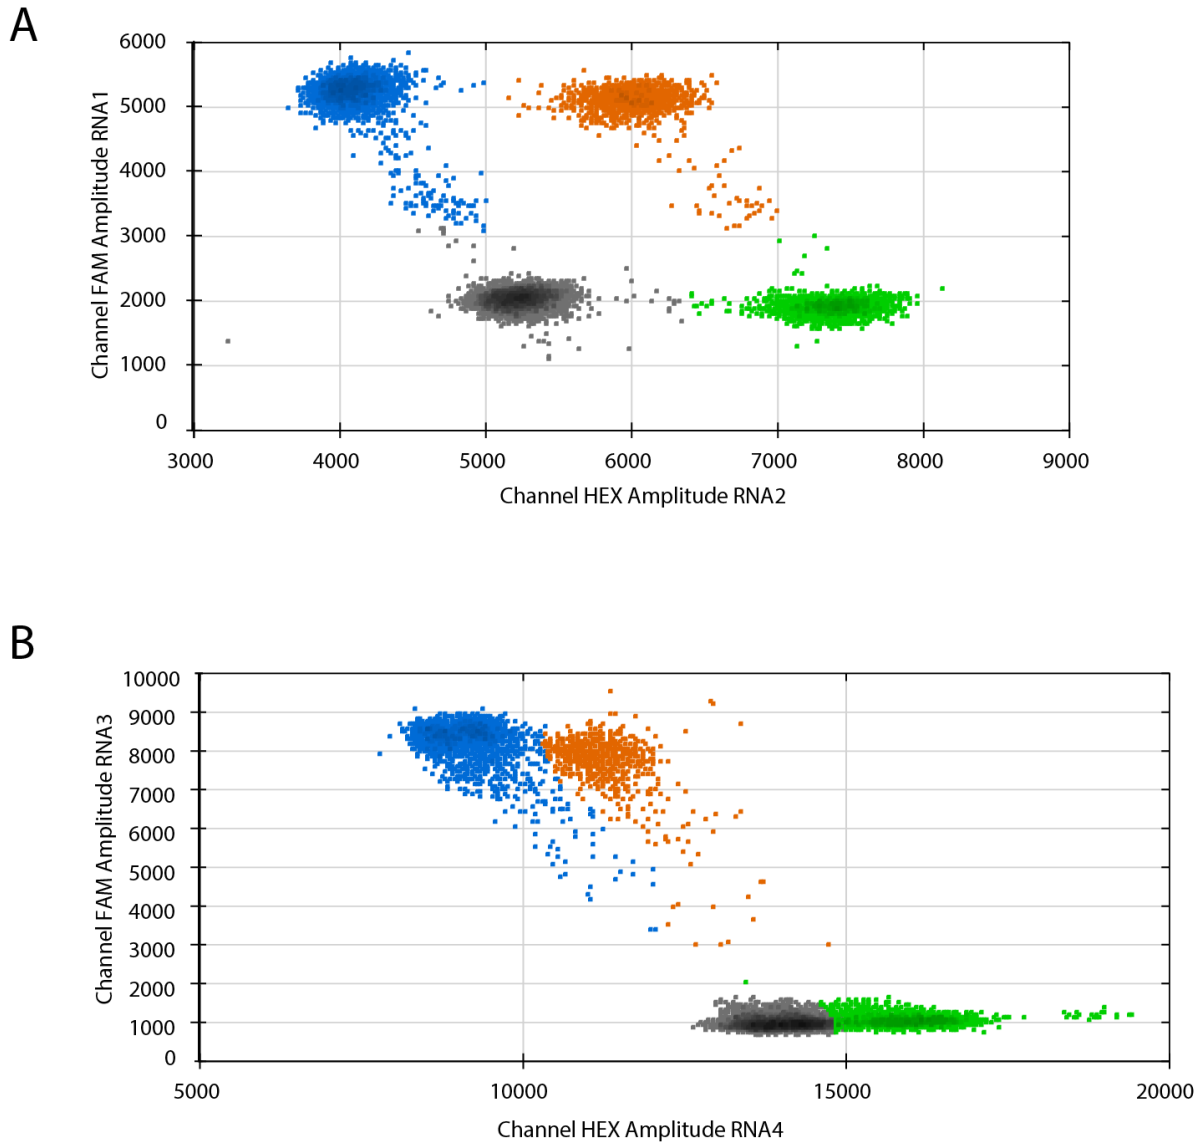 A
6000
5000
4000
3000
2000
1000
0
Channel FAM Amplitude RNA1
3000 4000 5000 6000 7000 8000 9000
Channel HEX Amplitude RNA2
B
10000
9000
8000
7000
6000
5000
4000
3000
2000
1000
0
Channel FAM Amplitude RNA3
5000 10000 15000 20000
Channel HEX Amplitude RNA4